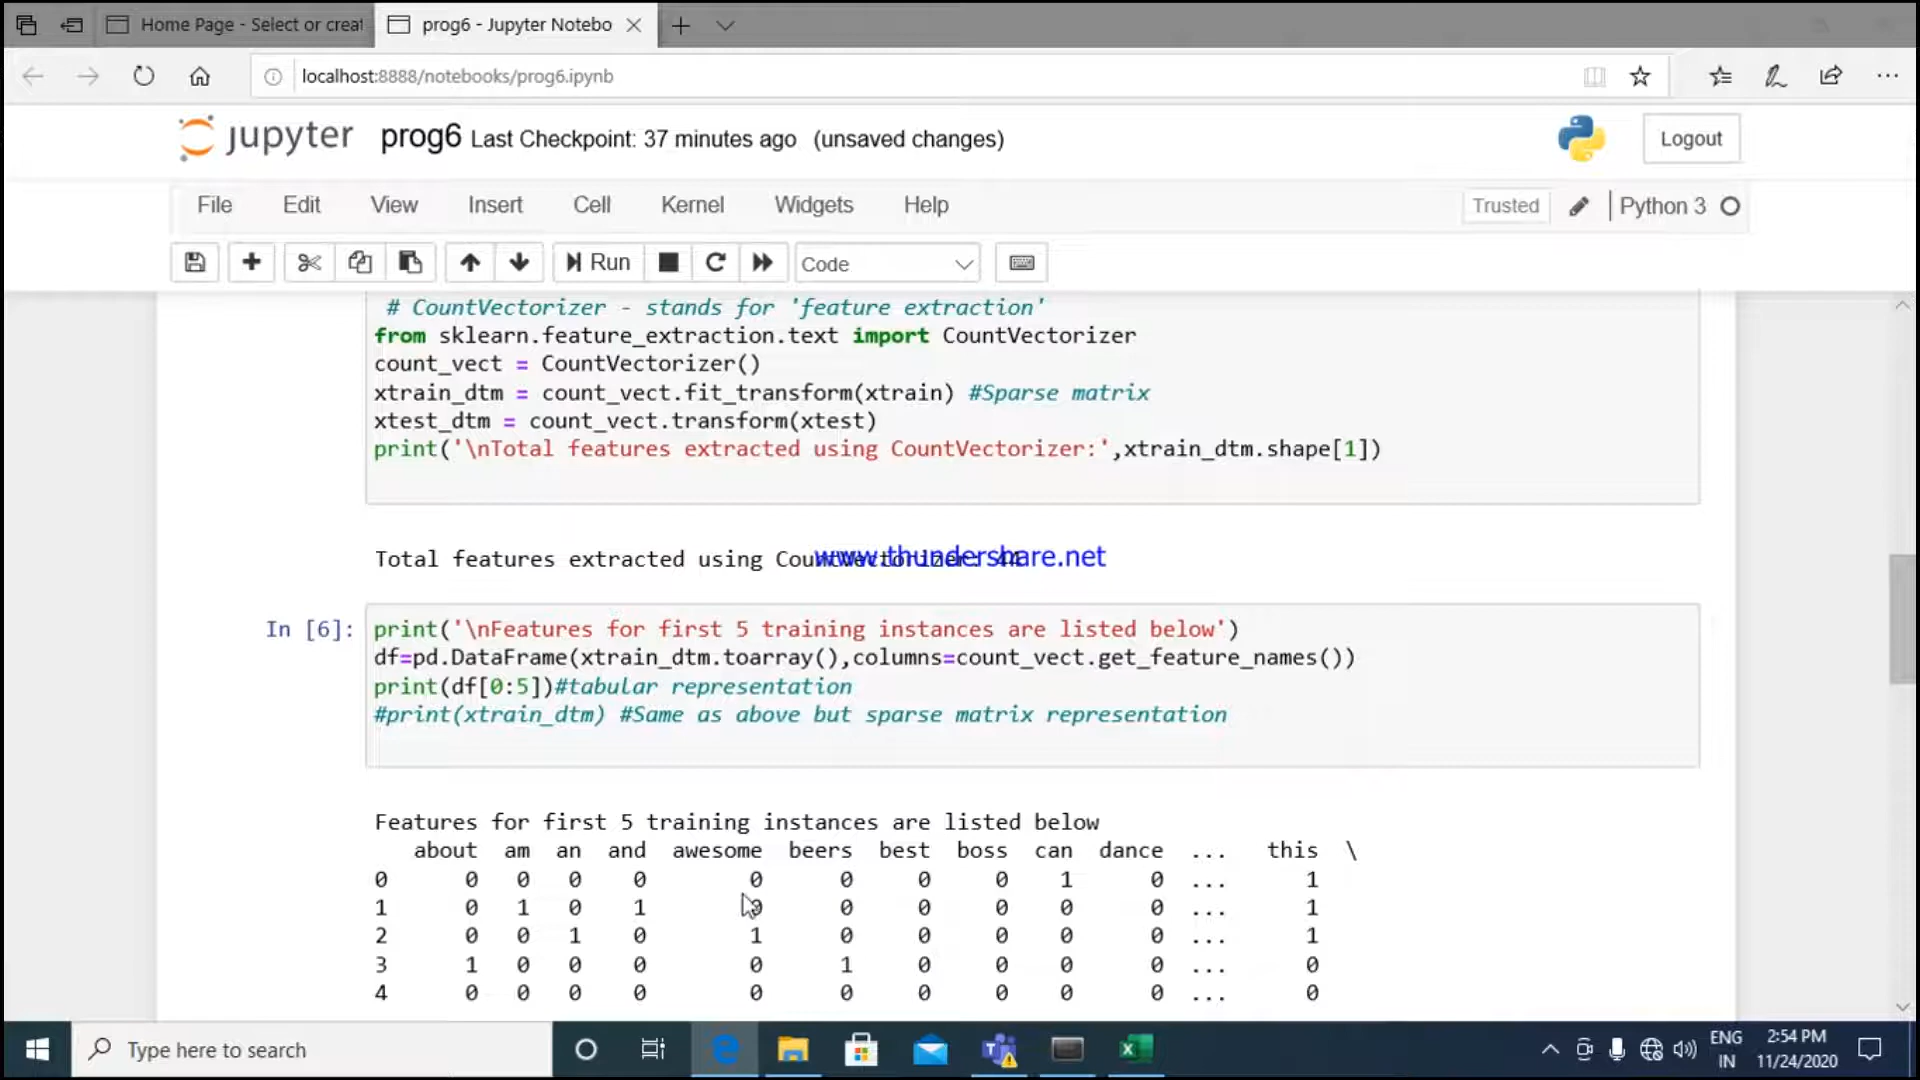 Home Page - Select or creat
prog6 - Jupyter Notebo
localhost:8888/notebooks/prog6.ipynb
jupyter prog6 Last Checkpoint: 37 minutes ago (unsaved changes)
Logout
File Edit View Insert Cell Kernel Widgets Help
Trusted Python 3
Run Code
# CountVectorizer - stands for 'feature extraction'
from sklearn.feature_extraction.text import CountVectorizer
count_vect = CountVectorizer()
xtrain_dtm = count_vect.fit_transform(xtrain) #Sparse matrix
xtest_dtm = count_vect.transform(xtest)
print('\nTotal features extracted using CountVectorizer:',xtrain_dtm.shape[1])
Total features extracted using CountVectorizer: 44
www.thundershare.net
In [6]:
print('\nFeatures for first 5 training instances are listed below')
df=pd.DataFrame(xtrain_dtm.toarray(),columns=count_vect.get_feature_names())
print(df[0:5])#tabular representation
#print(xtrain_dtm) #Same as above but sparse matrix representation
Features for first 5 training instances are listed below
about am an and awesome beers best boss can dance ... this \
0 0 0 0 0 0 0 0 0 1 0 ... 1
1 0 1 0 1 0 0 0 0 0 0 ... 1
2 0 0 1 0 1 0 0 0 0 0 ... 1
3 1 0 0 0 0 1 0 0 0 0 ... 0
4 0 0 0 0 0 0 0 0 0 0 ... 0
Type here to search
ENG
IN
2:54 PM
11/24/2020